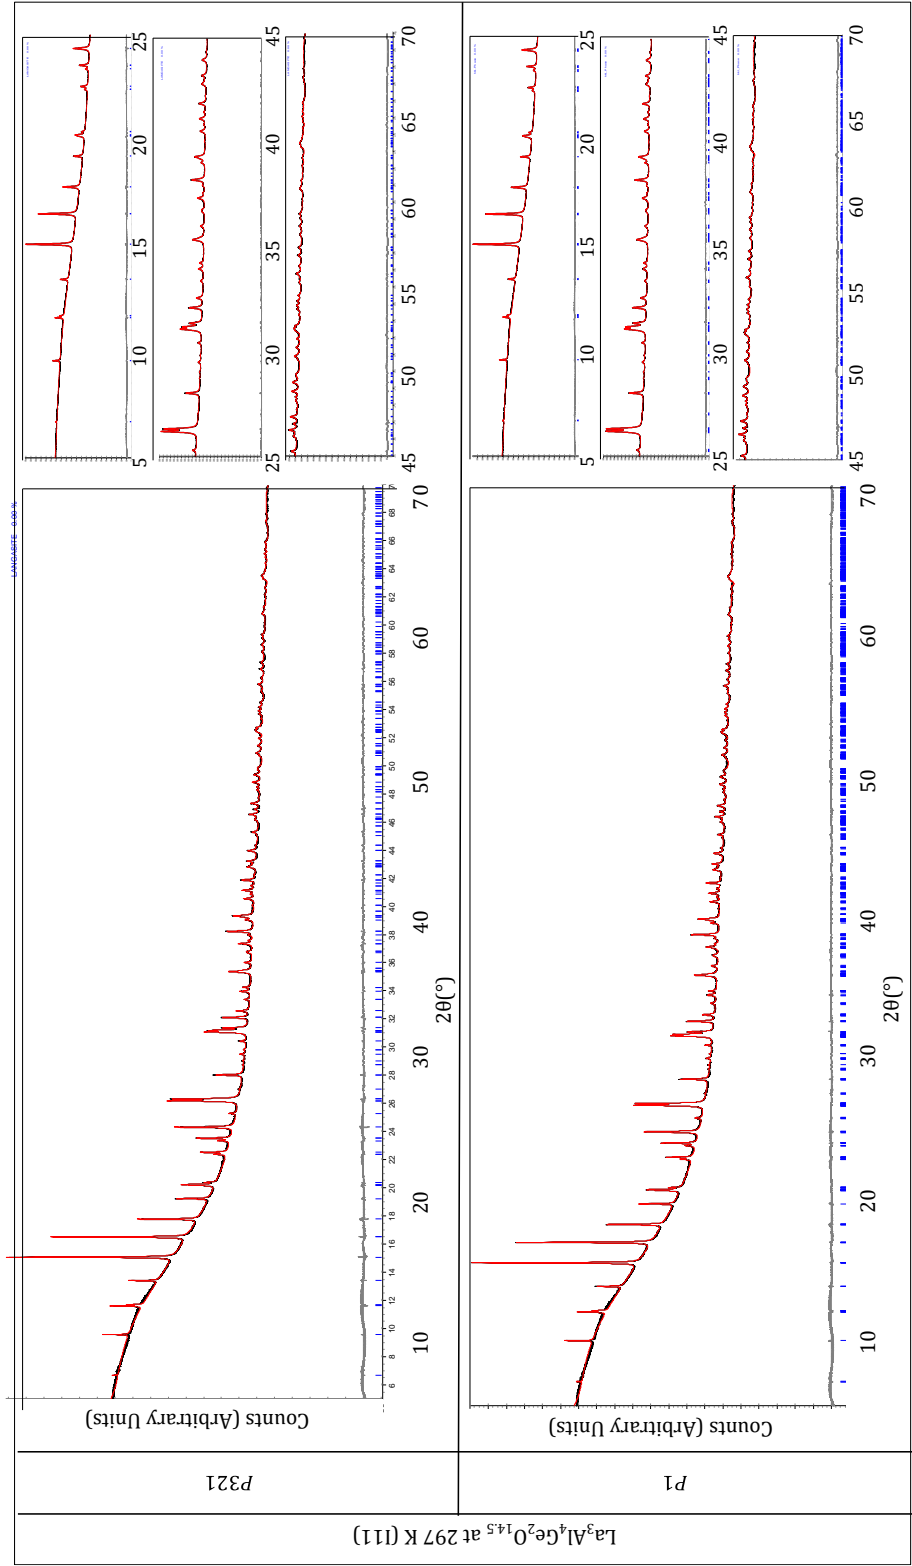 La₃Al₄Ge₂O₁₄.₅ at 297 K (I11)
P321
Counts (Arbitrary Units)
LANGASITE 0.00 %
6 8 10 12 14 16 18 20 22 24 26 28 30 32 34 36 38 40 42 44 46 48 50 52 54 56 58 60 62 64 66 68
10 20 30 40 50 60 70
2θ(°)
5 10 15 20 25
25 30 35 40 45
45 50 55 60 65 70
P1
Counts (Arbitrary Units)
10 20 30 40 50 60 70
2θ(°)
5 10 15 20 25
25 30 35 40 45
45 50 55 60 65 70